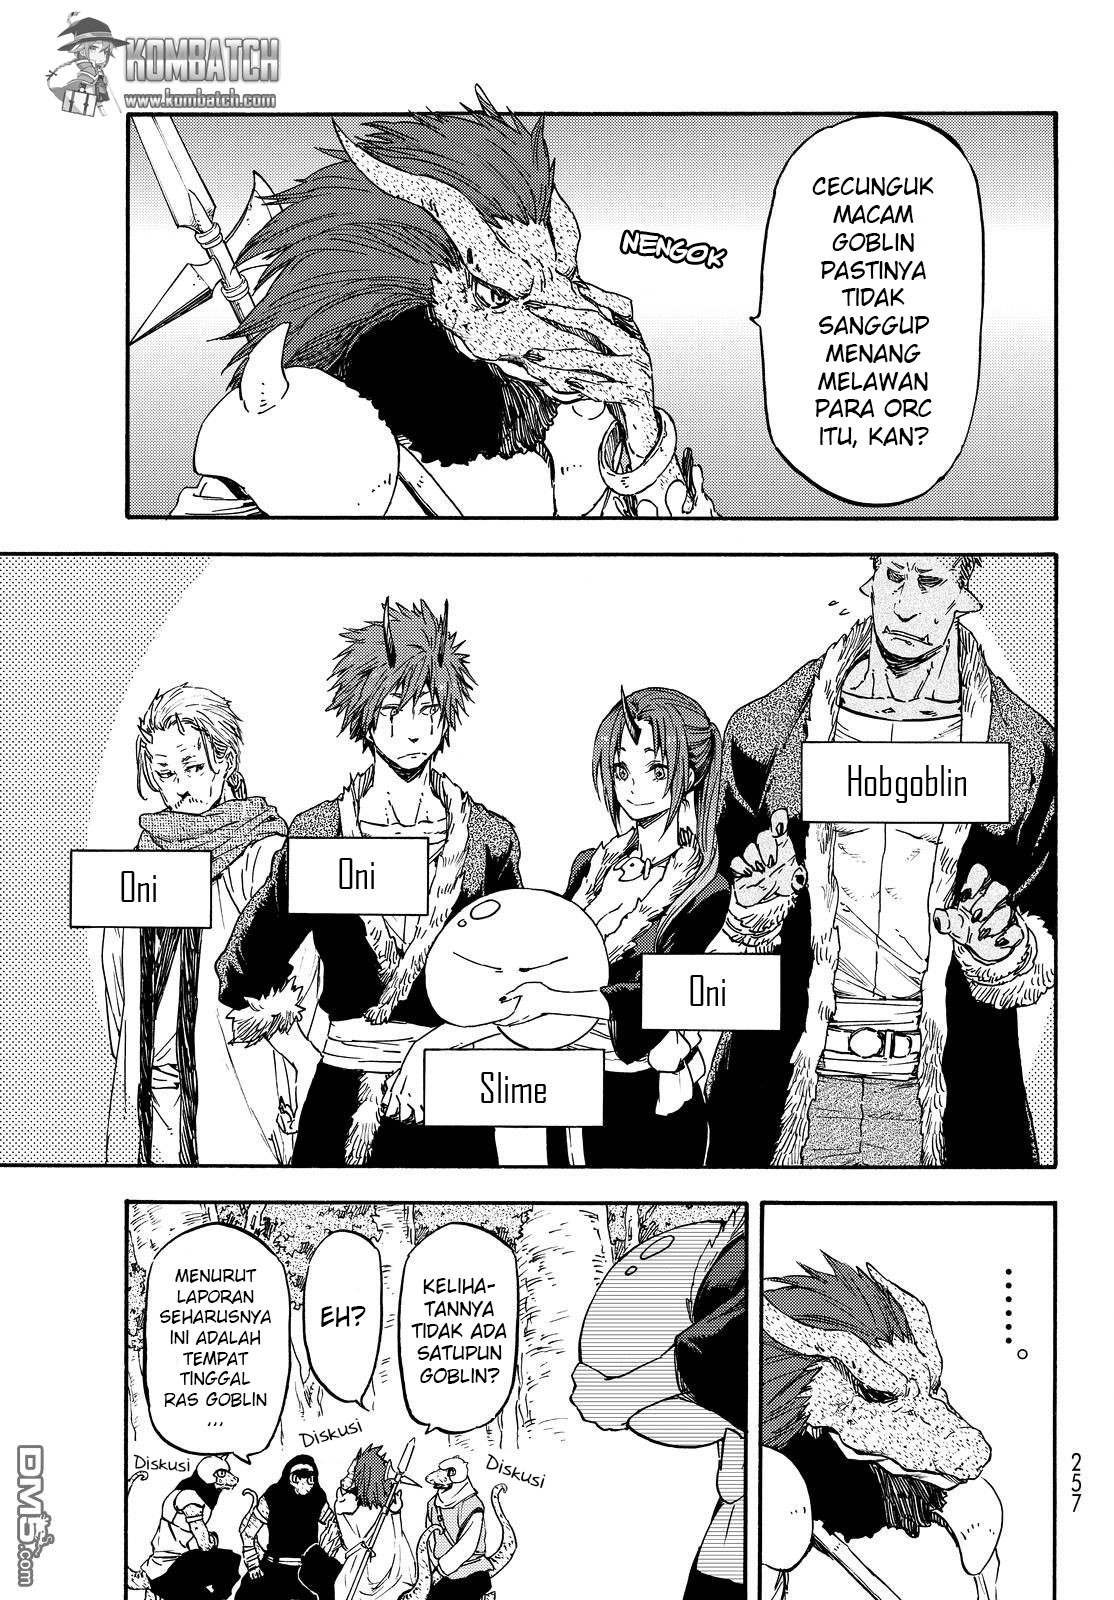 KOMBATCH
www.kombatch.com
CECUNGUK
MACAM
GOBLIN
PASTINYA
TIDAK
SANGGUP
MENANG
MELAWAN
PARA ORC
ITU, KAN?
NENGOK
Hobgoblin
Oni
Oni
Oni
Slime
MENURUT
LAPORAN
SEHARUSNYA
INI ADALAH
TEMPAT
TINGGAL
RAS GOBLIN
...
EH?
KELIHA-
TANNYA
TIDAK ADA
SATUPUN
GOBLIN?
Diskusi
Diskusi
Diskusi
......。
257
DM5.com